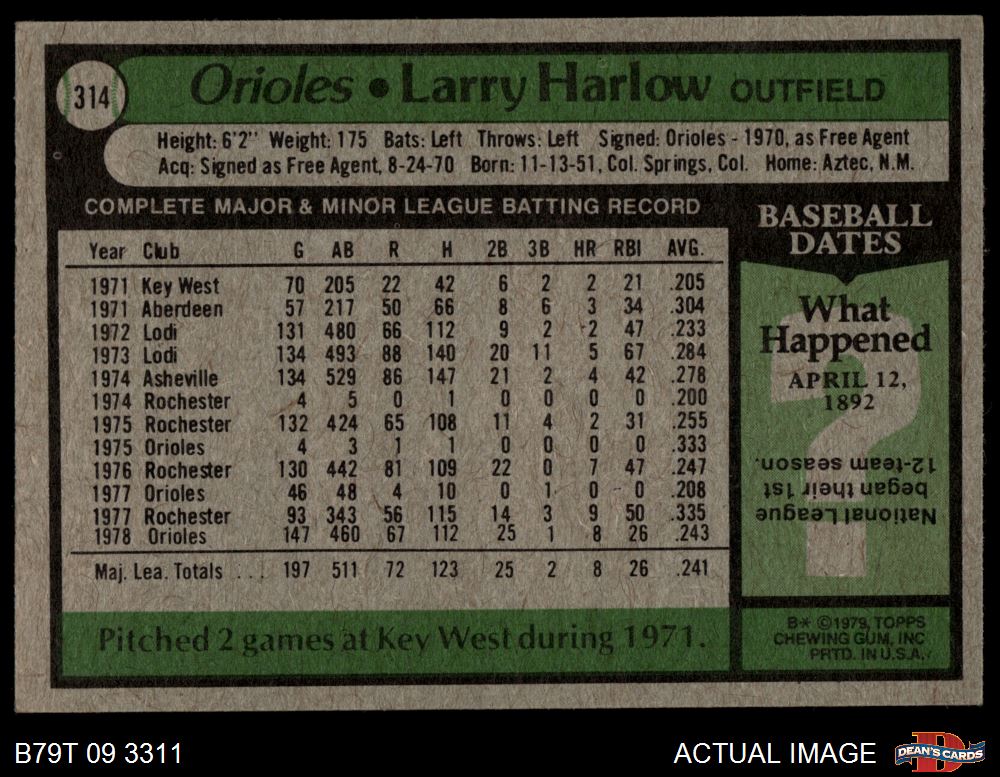 314
Orioles • Larry Harlow OUTFIELD
Height: 6'2" Weight: 175 Bats: Left Throws: Left Signed: Orioles - 1970, as Free Agent
Acq: Signed as Free Agent, 8-24-70 Born: 11-13-51, Col. Springs, Col. Home: Aztec, N.M.
COMPLETE MAJOR & MINOR LEAGUE BATTING RECORD
Year Club G AB R H 2B 3B HR RBI AVG.
1971 Key West 70 205 22 42 6 2 2 21 .205
1971 Aberdeen 57 217 50 66 8 6 3 34 .304
1972 Lodi 131 480 66 112 9 2 2 47 .233
1973 Lodi 134 493 88 140 20 11 5 67 .284
1974 Asheville 134 529 86 147 21 2 4 42 .278
1974 Rochester 4 5 0 1 0 0 0 0 .200
1975 Rochester 132 424 65 108 11 4 2 31 .255
1975 Orioles 4 3 1 1 0 0 0 0 .333
1976 Rochester 130 442 81 109 22 0 7 47 .247
1977 Orioles 46 48 4 10 0 1 0 0 .208
1977 Rochester 93 343 56 115 14 3 9 50 .335
1978 Orioles 147 460 67 112 25 1 8 26 .243
Maj. Lea. Totals ... 197 511 72 123 25 2 8 26 .241
Pitched 2 games at Key West during 1971.
BASEBALL
DATES
What
Happened
APRIL 12,
1892
National League
began their 1st
12-team season.
B* ©1979, TOPPS
CHEWING GUM, INC
PRTD. IN U.S.A.
B79T 09 3311
ACTUAL IMAGE
DEAN'S CARDS